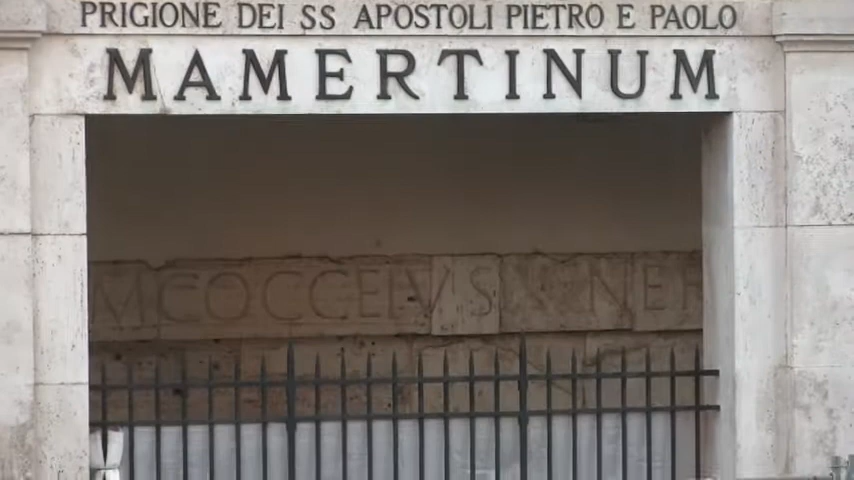 PRIGIONE DEI SS APOSTOLI PIETRO E PAOLO
MAMERTINUM
M COCCEIVS NER